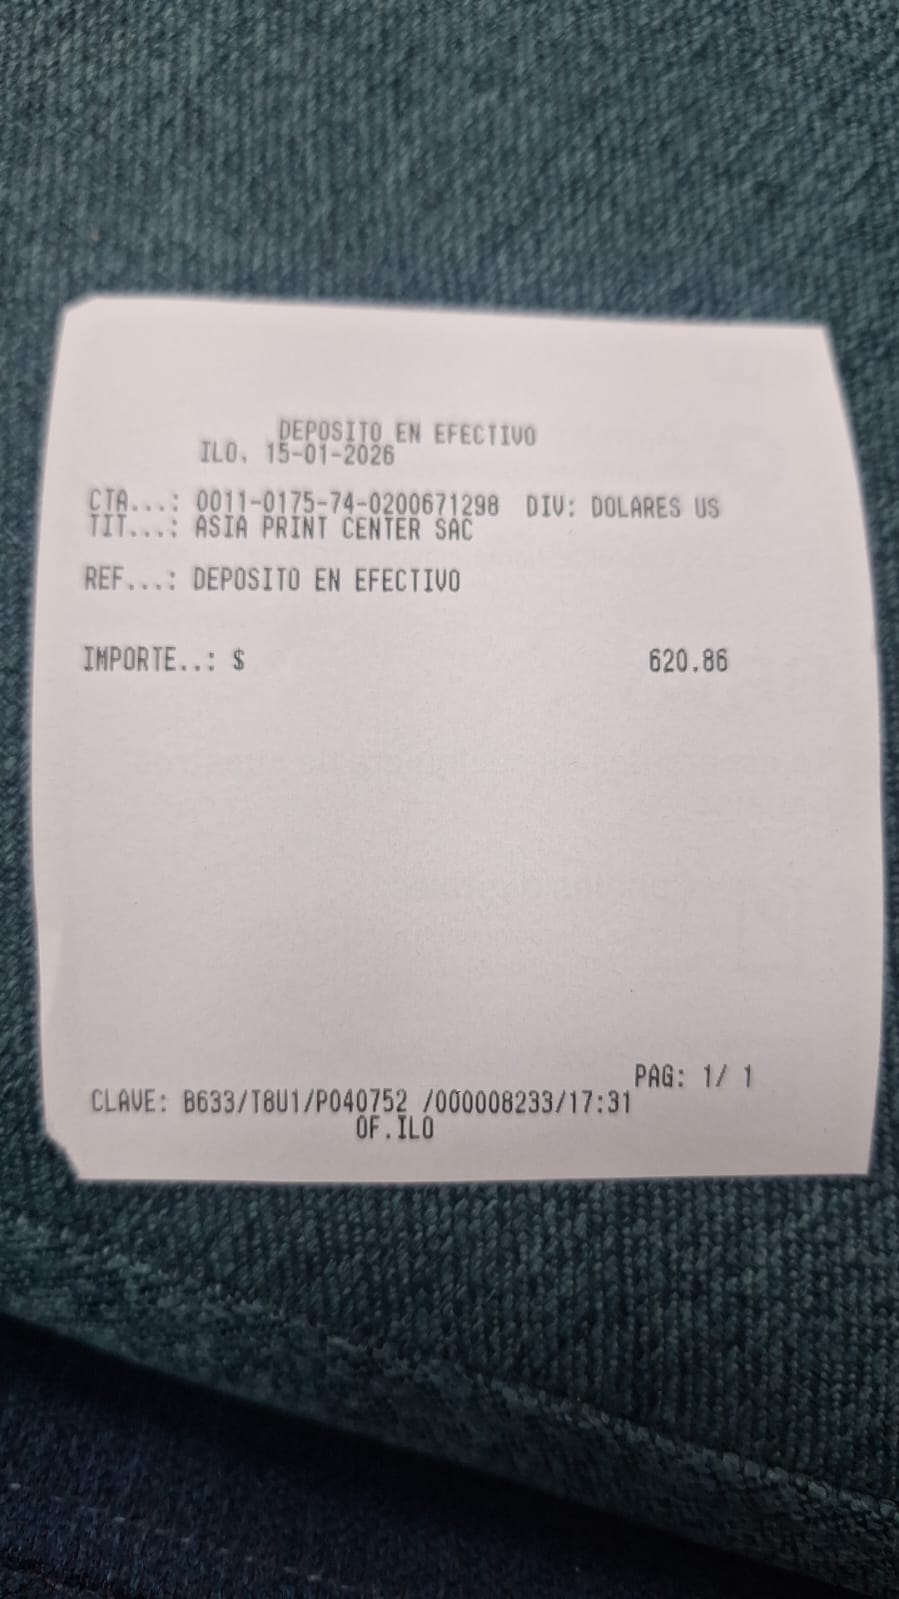 DEPOSITO EN EFECTIVO
ILO. 15-01-2026
CTA...: 0011-0175-74-0200671298 DIV: DOLARES US
TIT...: ASIA PRINT CENTER SAC
REF...: DEPOSITO EN EFECTIVO
IMPORTE..: $ 620.86
PAG: 1/ 1
CLAVE: B633/T8U1/P040752 /000008233/17:31
OF.ILO